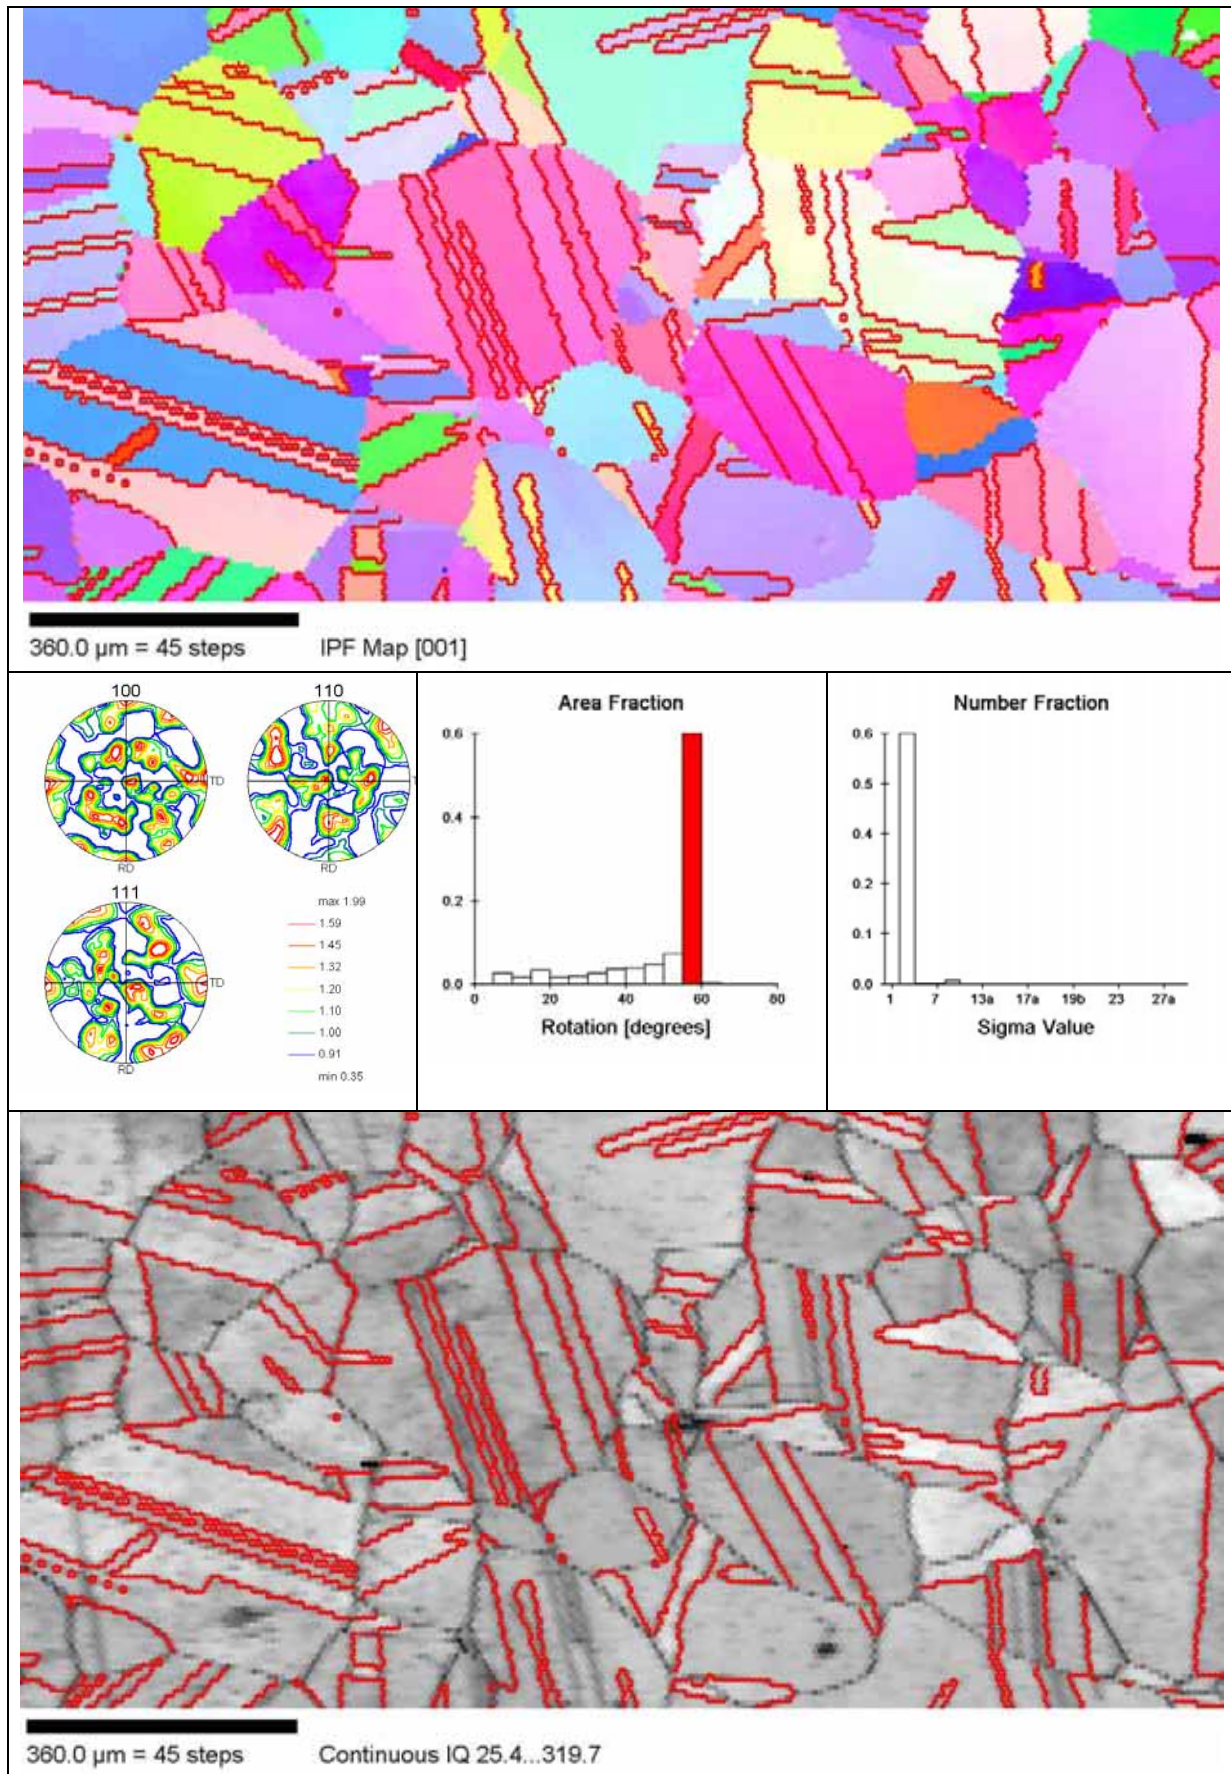 360.0 µm = 45 steps IPF Map [001]
100 110
TD
RD RD
111
TD
RD
max 1.99
1.59
1.45
1.32
1.20
1.10
1.00
0.91
min 0.35
Area Fraction
0.6
0.4
0.2
0.0
0 20 40 60 80
Rotation [degrees]
Number Fraction
0.6
0.5
0.4
0.2
0.1
0.0
1 7 13a 17a 19b 23 27a
Sigma Value
360.0 µm = 45 steps Continuous IQ 25.4...319.7